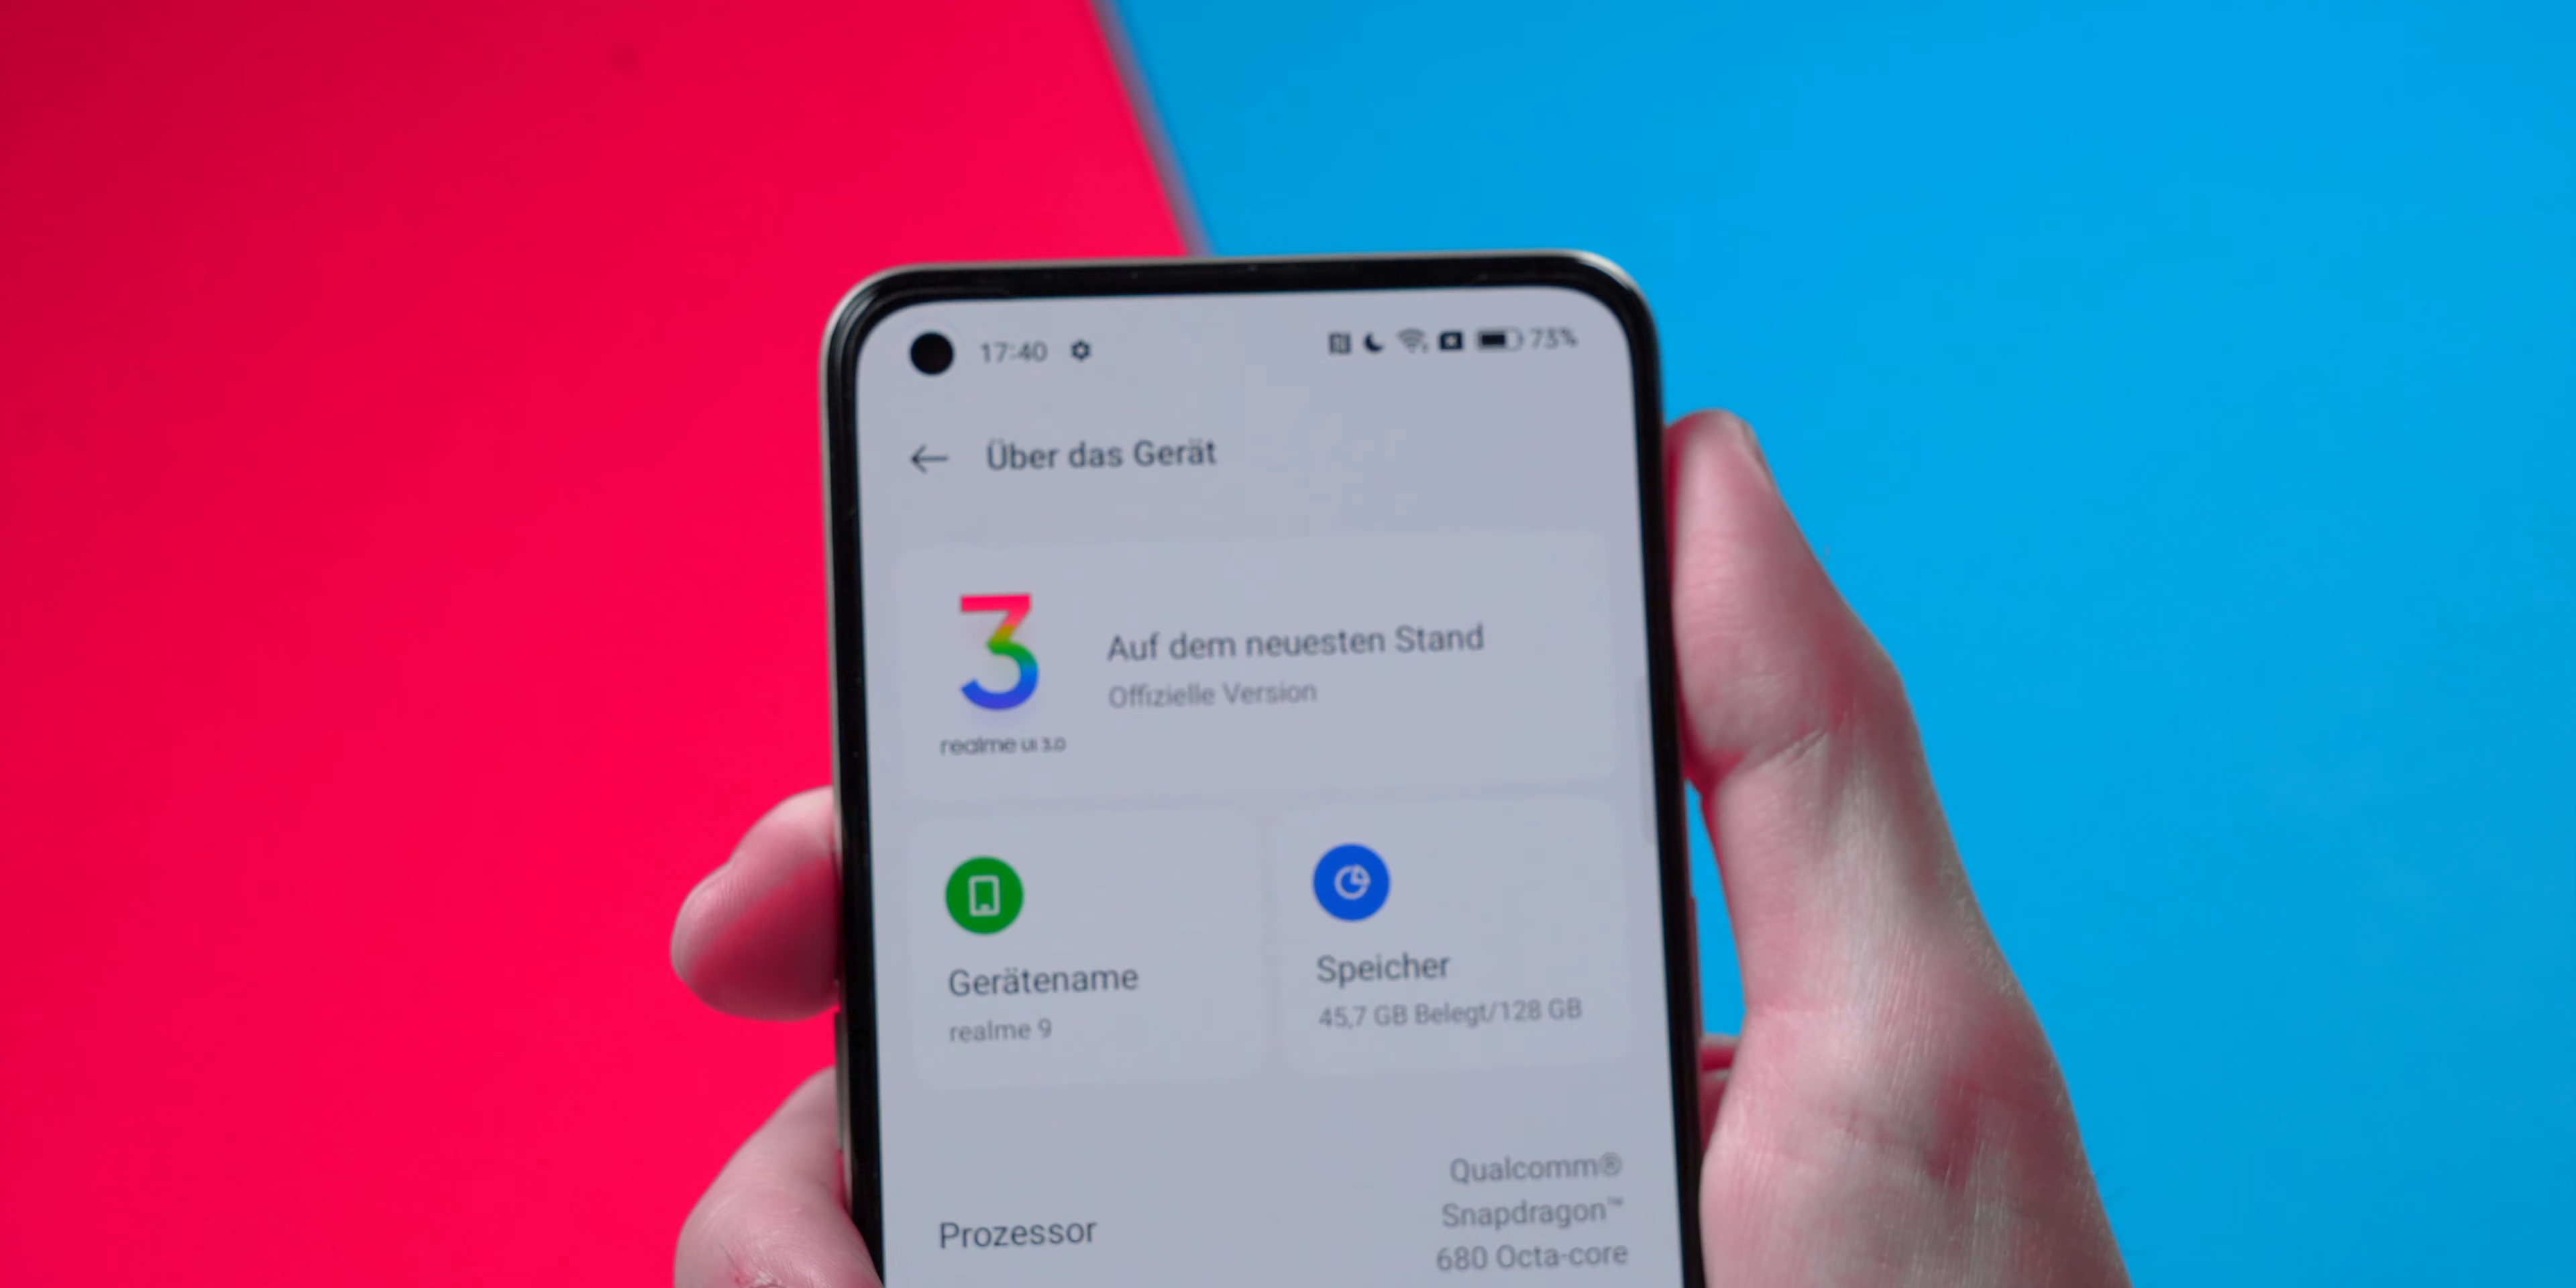 17:40 73%
Über das Gerät
3
Auf dem neuesten Stand
Offizielle Version
realme UI 3.0
Gerätename
realme 9
Speicher
45,7 GB Belegt/128 GB
Prozessor
Qualcomm®
Snapdragon™
680 Octa-core